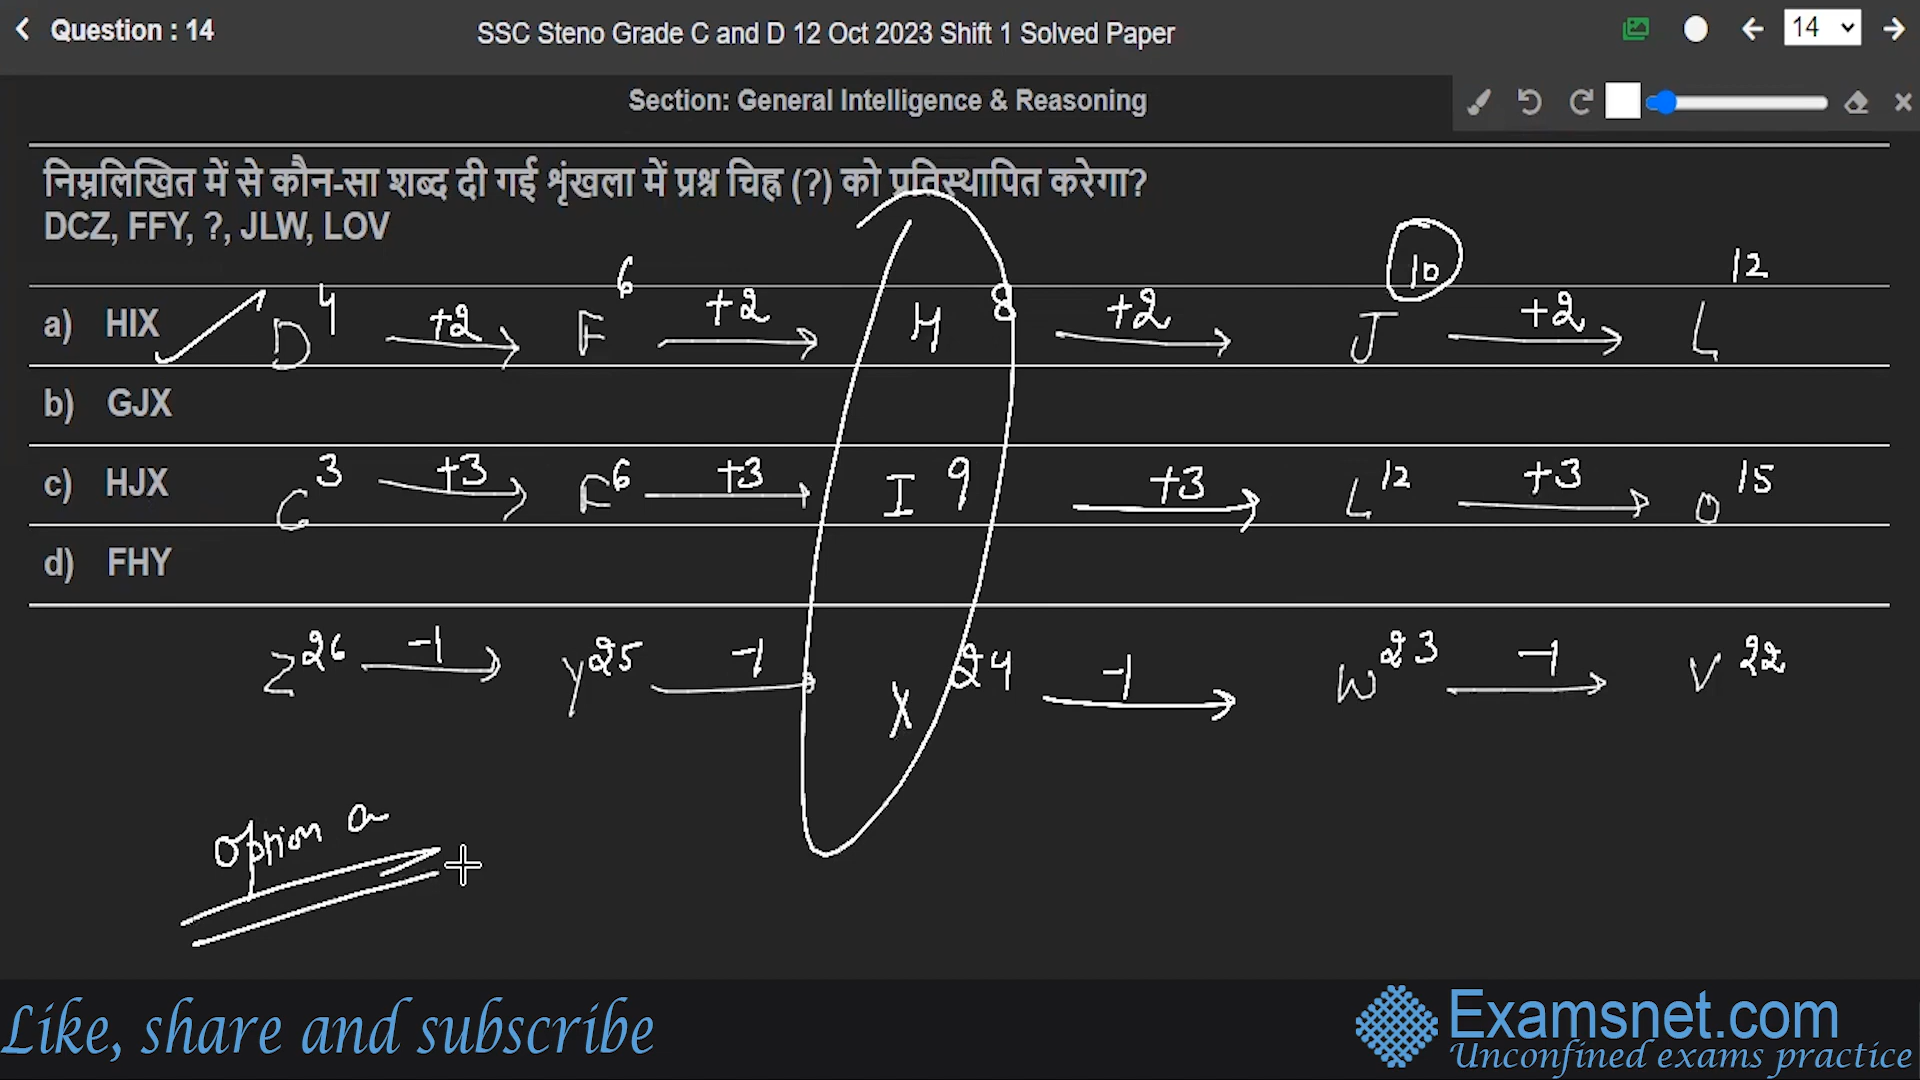 Question : 14
SSC Steno Grade C and D 12 Oct 2023 Shift 1 Solved Paper
14
Section: General Intelligence & Reasoning
निम्नलिखित में से कौन-सा शब्द दी गई शृंखला में प्रश्न चिह्न (?) को प्रतिस्थापित करेगा?
DCZ, FFY, ?, JLW, LOV
a) HIX
D 4 +2 F 6 +2 H 8 +2 J 10 +2 L 12
b) GJX
c) HJX
C 3 +3 F 6 +3 I 9 +3 L 12 +3 O 15
d) FHY
Z 26 -1 Y 25 -1 X 24 -1 W 23 -1 V 22
Option a
Like, share and subscribe
Examsnet.com
Unconfined exams practice